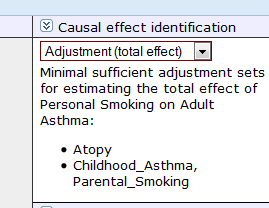 Causal effect identification
Adjustment (total effect)
Minimal sufficient adjustment sets
for estimating the total effect of
Personal Smoking on Adult
Asthma:
• Atopy
• Childhood_Asthma,
Parental_Smoking